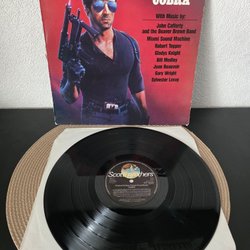 COBRA
With Music by:
John Cafferty
and the Beaver Brown Band
Miami Sound Machine
Robert Tepper
Gladys Knight
Bill Medley
Jean Beauvoir
Gary Wright
Sylvester Levay
Scotti Brothers